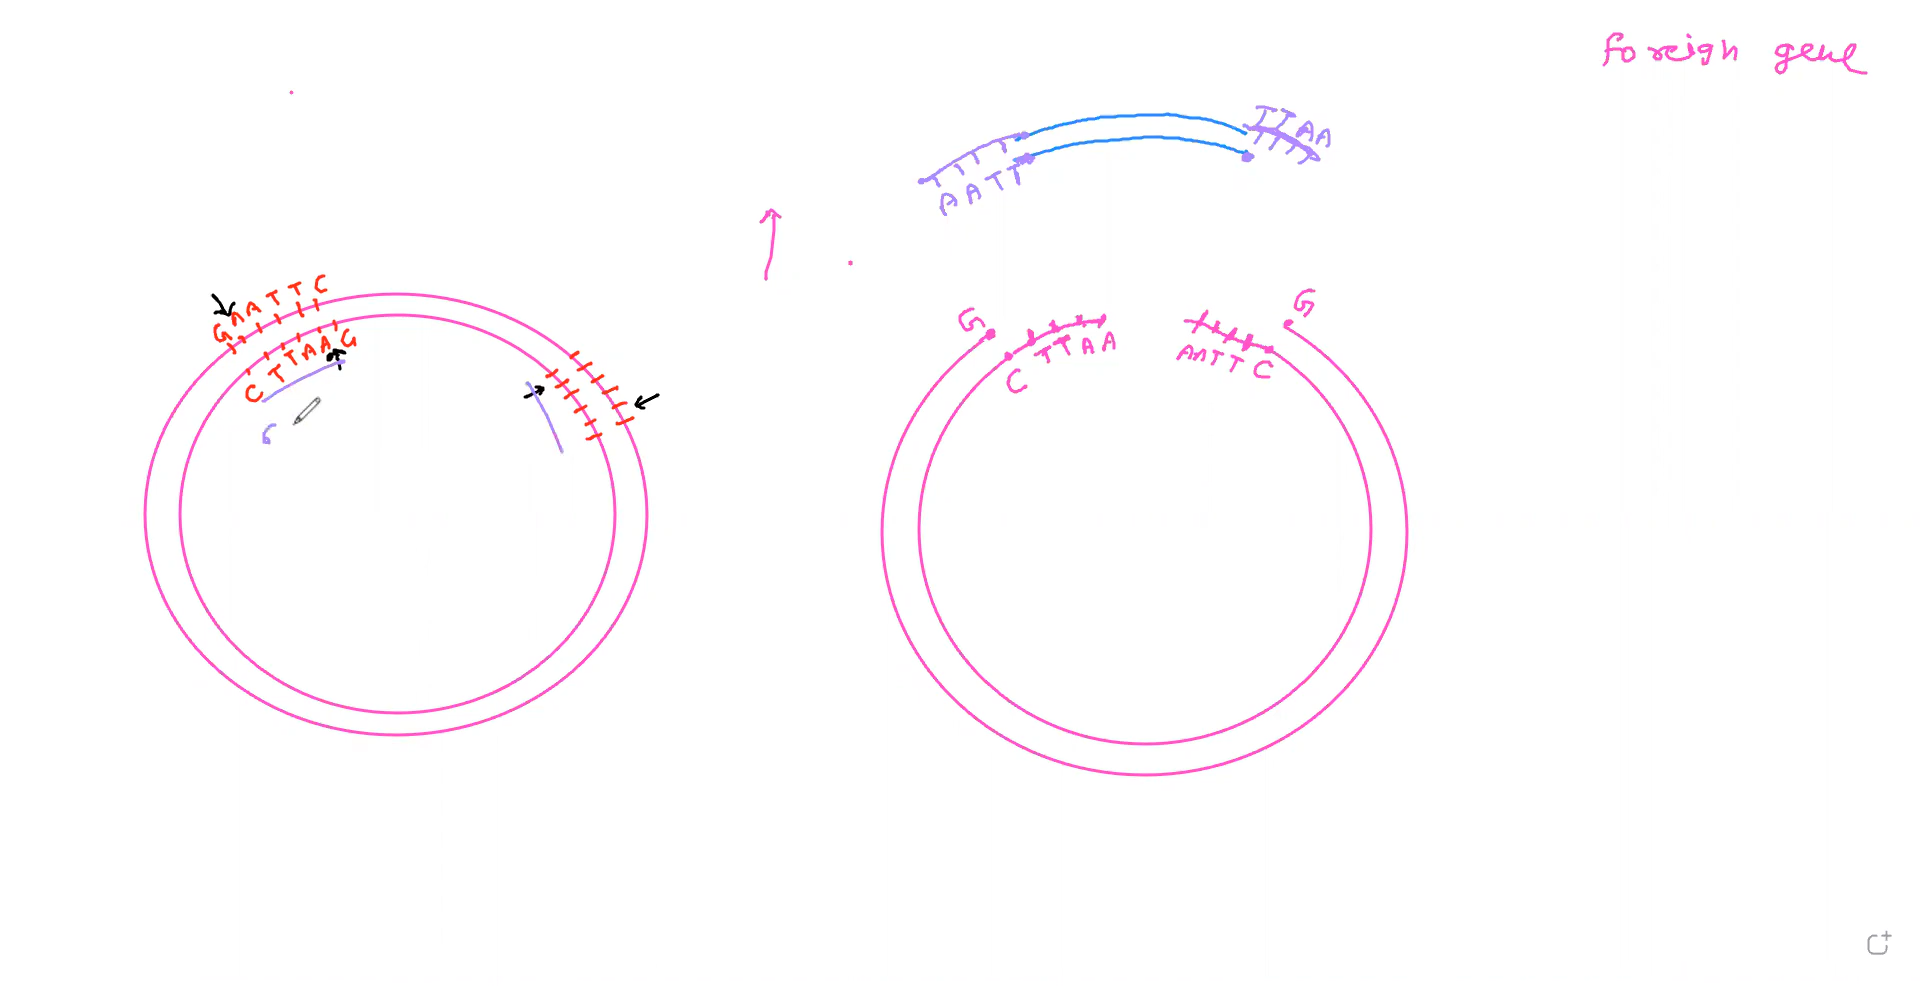 foreign gene
TTAA
AATT
GAATTC
CTTAAG
G
G
CTTAA
AATTC
G